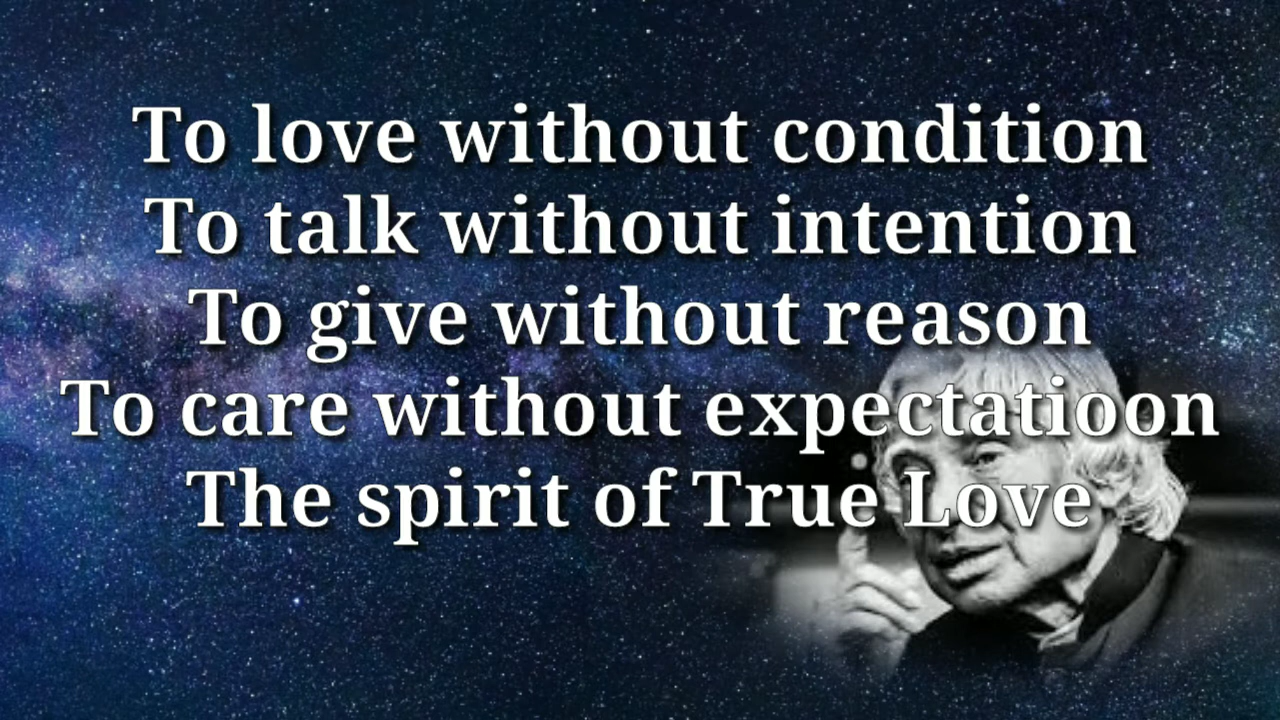 To love without condition
To talk without intention
To give without reason
To care without expectatioon
The spirit of True Love